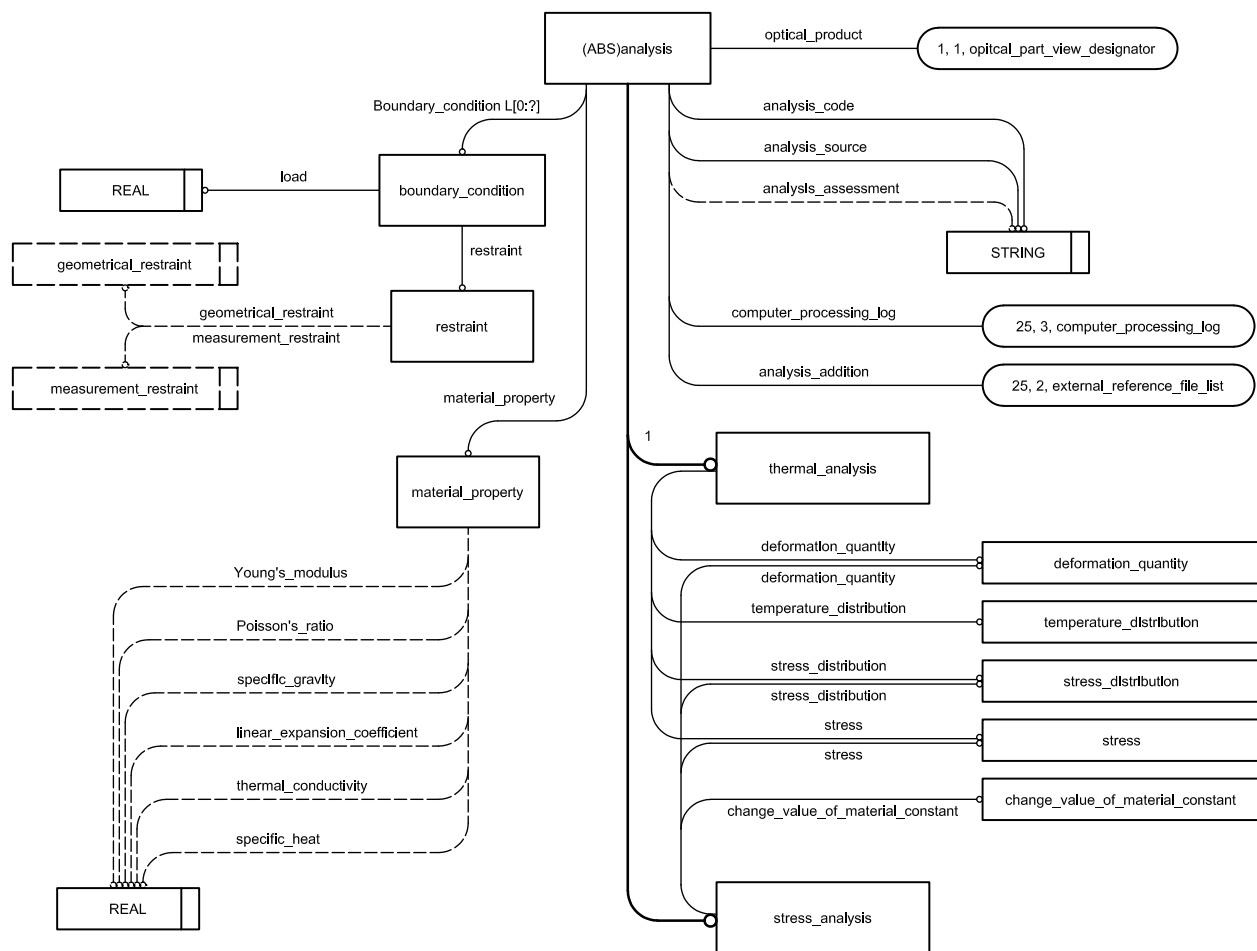 (ABS)analysis
optical_product
1, 1, opitcal_part_view_designator
Boundary_condition L[0:?]
analysis_code
analysis_source
analysis_assessment
STRING
REAL
load
boundary_condition
restraint
geometrical_restraint
geometrical_restraint
measurement_restraint
restraint
measurement_restraint
computer_processing_log
25, 3, computer_processing_log
analysis_addition
25, 2, external_reference_file_list
material_property
material_property
1
thermal_analysis
Young's_modulus
Poisson's_ratio
specific_gravity
linear_expansion_coefficient
thermal_conductivity
specific_heat
REAL
deformation_quantity
deformation_quantity
deformation_quantity
temperature_distribution
temperature_distribution
stress_distribution
stress_distribution
stress_distribution
stress
stress
stress
change_value_of_material_constant
change_value_of_material_constant
stress_analysis